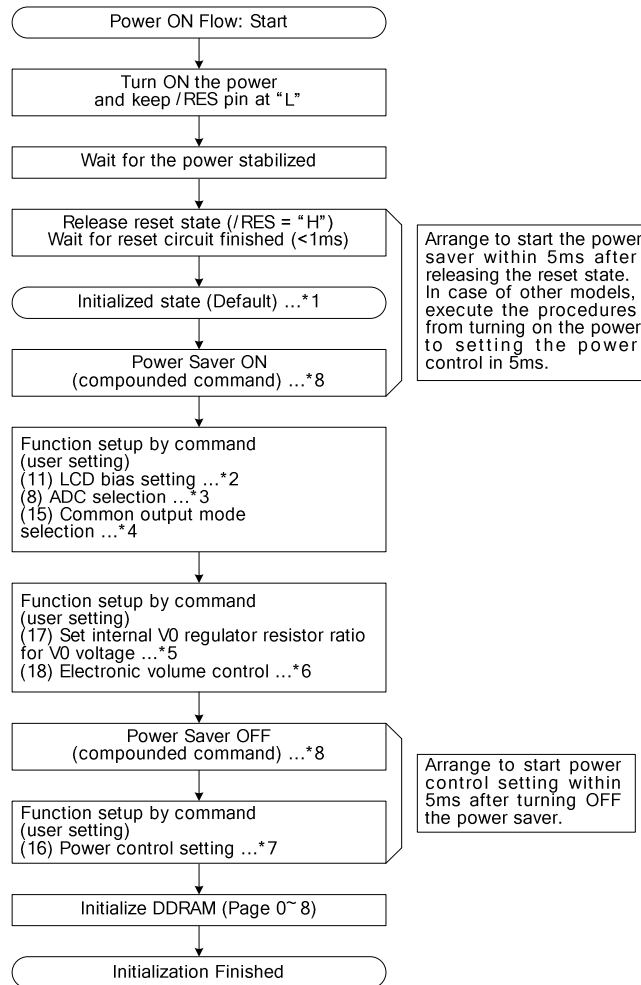 Power ON Flow: Start
Turn ON the power
and keep /RES pin at “L”
Wait for the power stabilized
Release reset state (/RES = “H”)
Wait for reset circuit finished (<1ms)
Initialized state (Default) …*1
Power Saver ON
(compounded command) …*8
Arrange to start the power
saver within 5ms after
releasing the reset state.
In case of other models,
execute the procedures
from turning on the power
to setting the power
control in 5ms.
Function setup by command
(user setting)
(11) LCD bias setting …*2
(8) ADC selection …*3
(15) Common output mode
selection …*4
Function setup by command
(user setting)
(17) Set internal V0 regulator resistor ratio
for V0 voltage …*5
(18) Electronic volume control …*6
Power Saver OFF
(compounded command) …*8
Function setup by command
(user setting)
(16) Power control setting …*7
Arrange to start power
control setting within
5ms after turning OFF
the power saver.
Initialize DDRAM (Page 0~8)
Initialization Finished